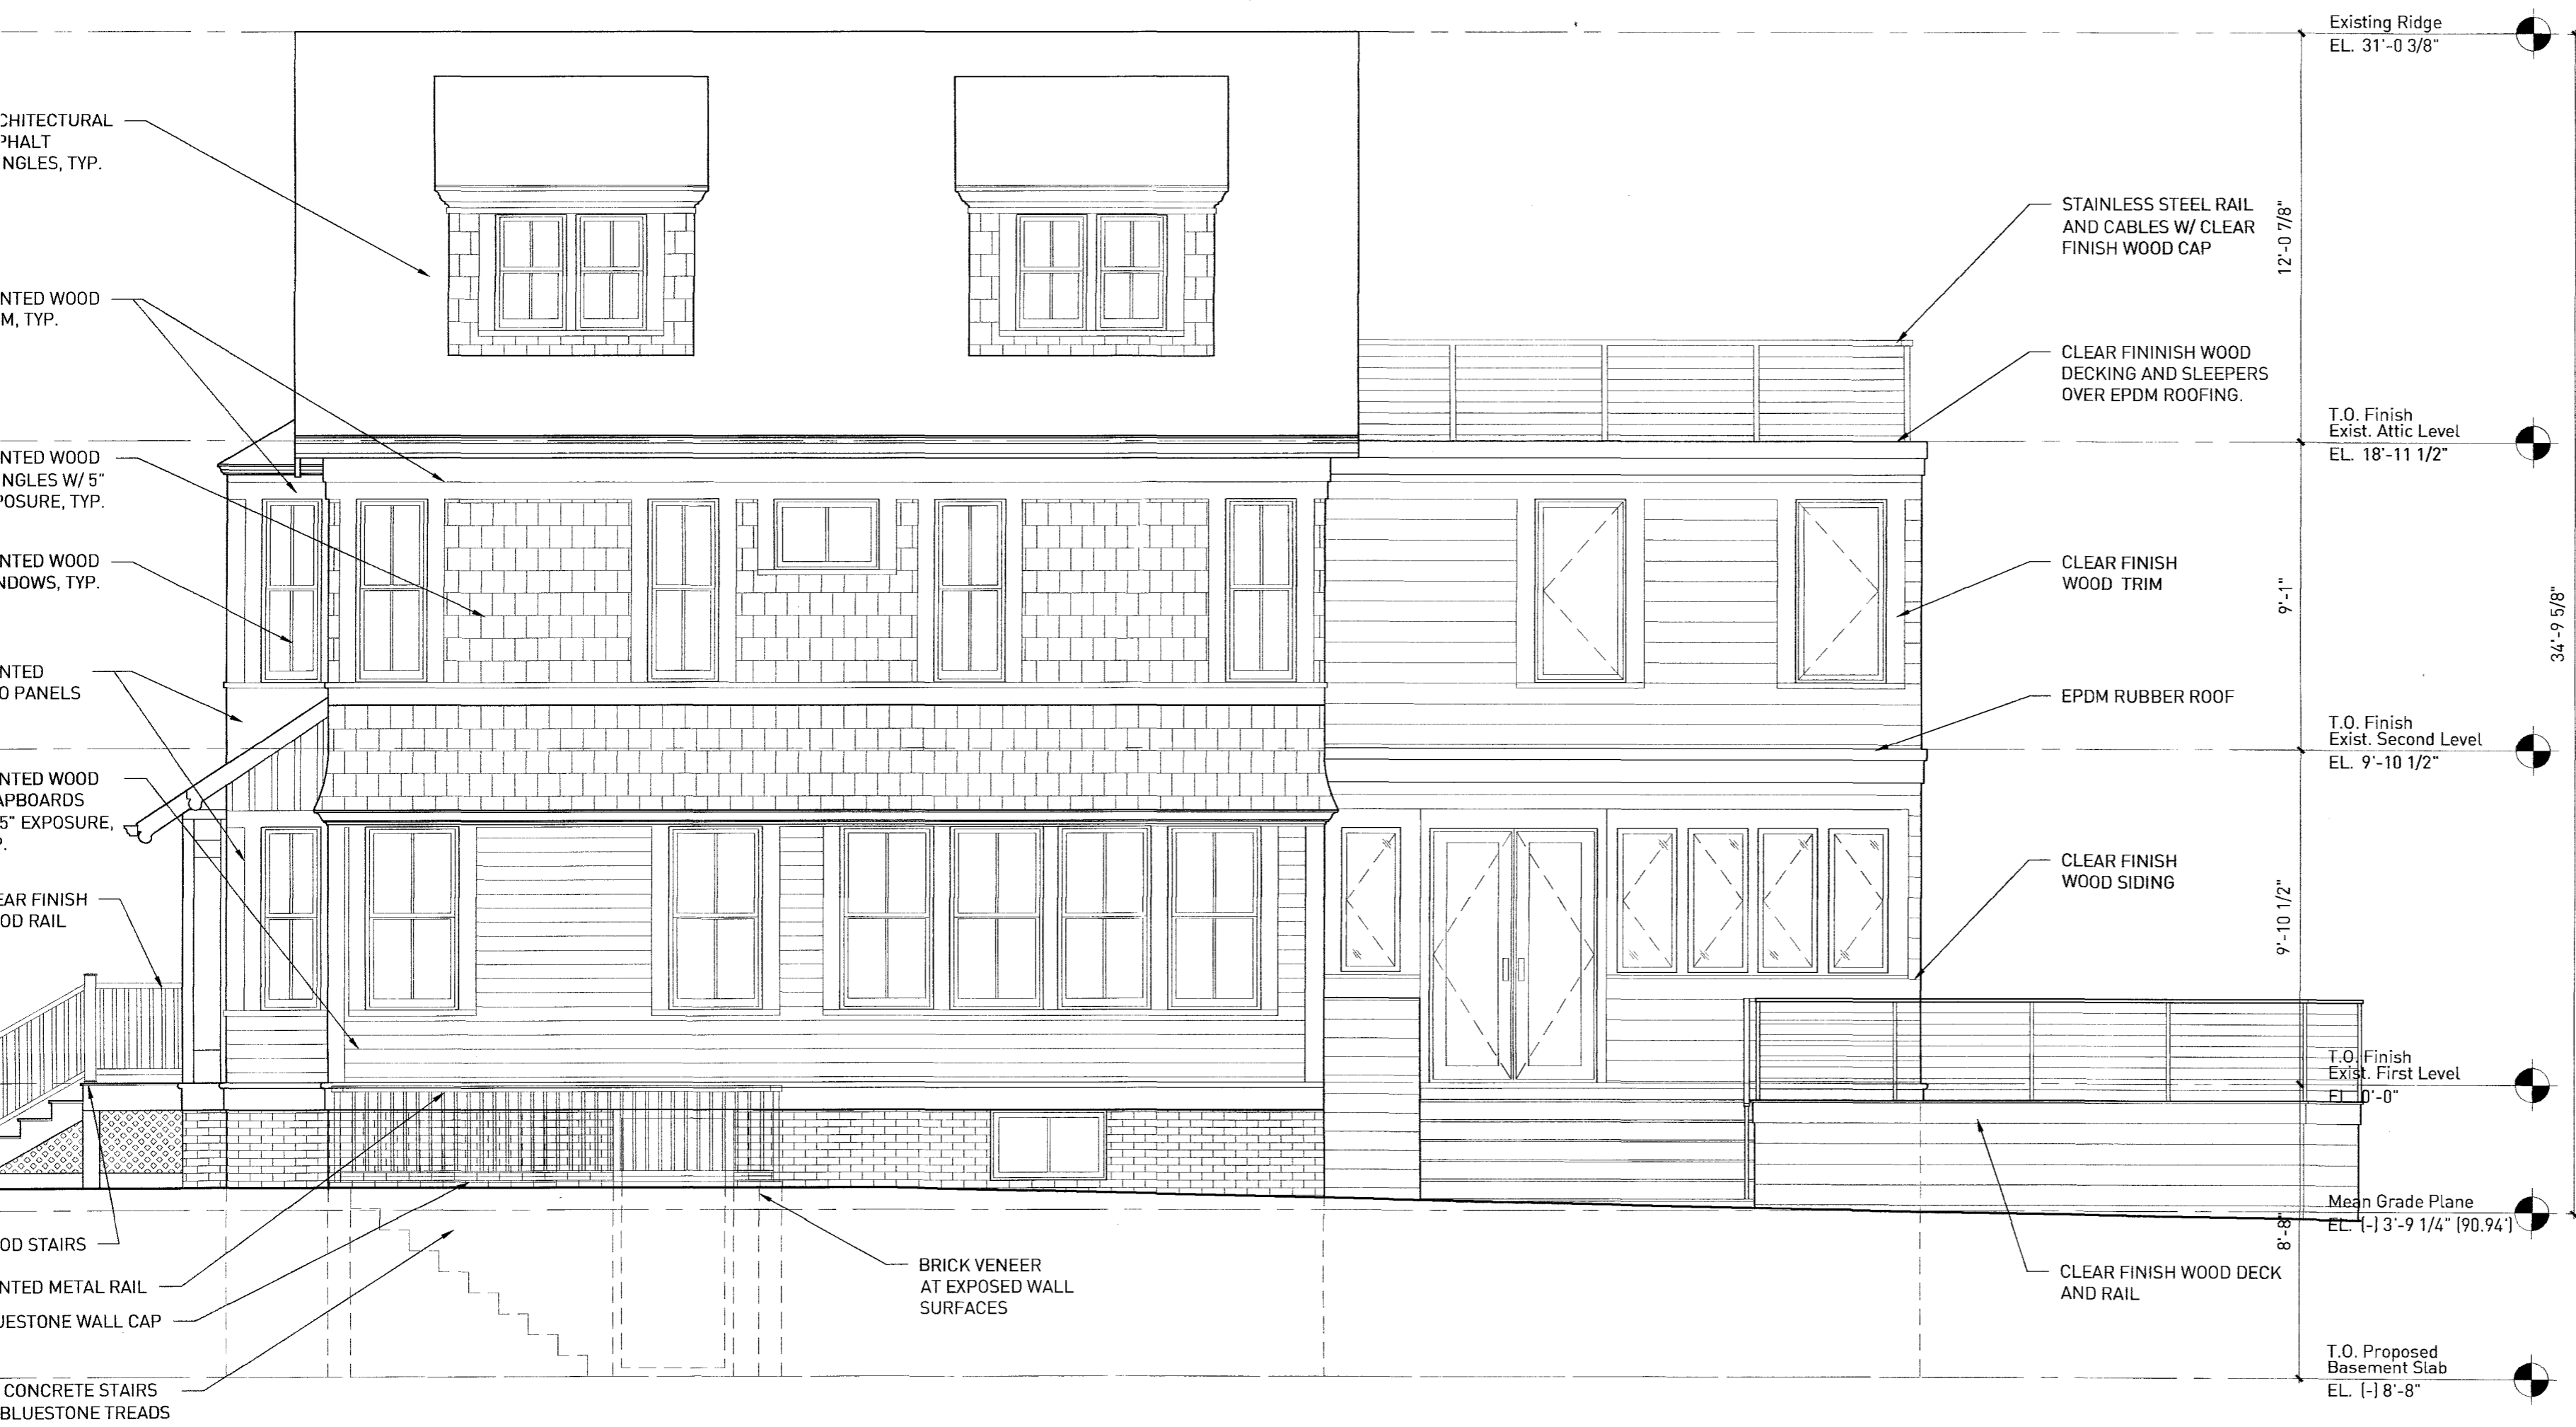 CHITECTURAL
PHALT
NGLES, TYP.
NTED WOOD
M, TYP.
NTED WOOD
NGLES W/ 5"
POSURE, TYP.
NTED WOOD
NDOWS, TYP.
NTED
O PANELS
NTED WOOD
APBOARDS
5" EXPOSURE,
P.
EAR FINISH
OD RAIL
OD STAIRS
NTED METAL RAIL
UESTONE WALL CAP
CONCRETE STAIRS
BLUESTONE TREADS
BRICK VENEER
AT EXPOSED WALL
SURFACES
STAINLESS STEEL RAIL
AND CABLES W/ CLEAR
FINISH WOOD CAP
CLEAR FININISH WOOD
DECKING AND SLEEPERS
OVER EPDM ROOFING.
CLEAR FINISH
WOOD TRIM
EPDM RUBBER ROOF
CLEAR FINISH
WOOD SIDING
CLEAR FINISH WOOD DECK
AND RAIL
12'-0 7/8"
9'-1"
9'-10 1/2"
8'-8"
34'-9 5/8"
Existing Ridge
EL. 31'-0 3/8"
T.O. Finish
Exist. Attic Level
EL. 18'-11 1/2"
T.O. Finish
Exist. Second Level
EL. 9'-10 1/2"
T.O. Finish
Exist. First Level
EL. 0'-0"
Mean Grade Plane
EL. (-) 3'-9 1/4" (90.94')
T.O. Proposed
Basement Slab
EL. (-) 8'-8"